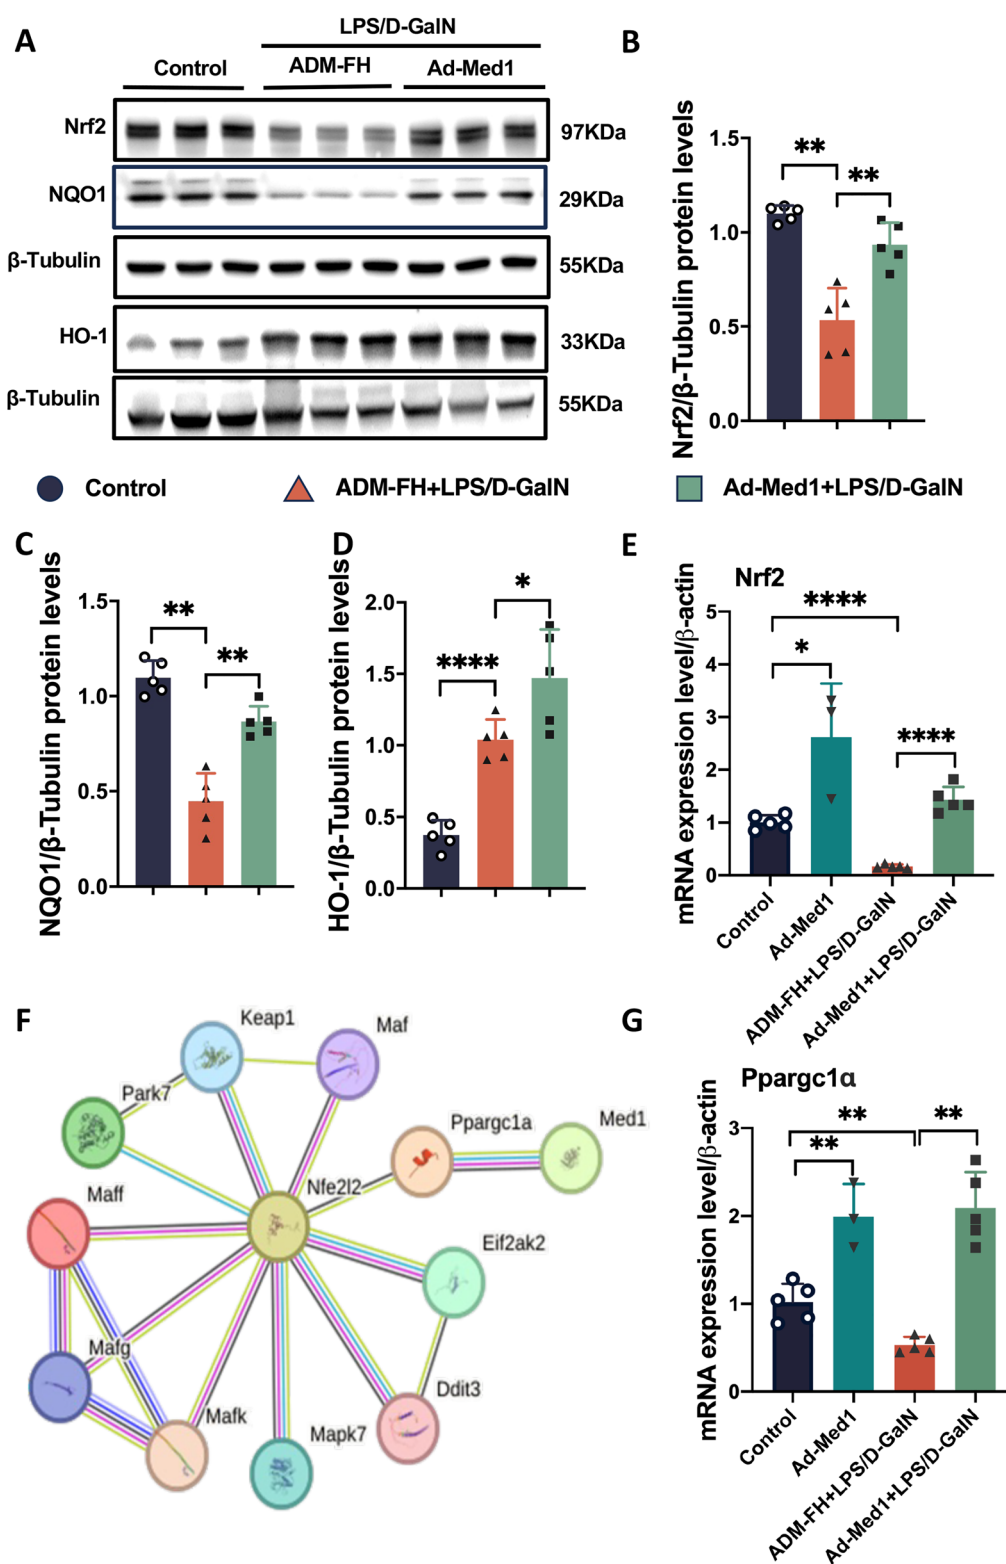 A
LPS/D-GalN
Control
ADM-FH
Ad-Med1
Nrf2
97KDa
NQO1
29KDa
β-Tubulin
55KDa
HO-1
33KDa
β-Tubulin
55KDa
B
Nrf2/β-Tubulin protein levels
1.5
1.0
0.5
0.0
**
**
Control
ADM-FH+LPS/D-GalN
Ad-Med1+LPS/D-GalN
C
NQO1/β-Tubulin protein levels
1.5
1.0
0.5
0.0
**
**
D
HO-1/β-Tubulin protein levels
2.0
1.5
1.0
0.5
0.0
****
*
E
Nrf2
mRNA expression level/β-actin
5
4
3
2
1
0
****
*
****
Control
Ad-Med1
ADM-FH+LPS/D-GalN
Ad-Med1+LPS/D-GalN
F
Keap1
Maf
Park7
Ppargc1a
Med1
Nfe2l2
Maff
Eif2ak2
Mafg
Ddit3
Mafk
Mapk7
G
Ppargc1α
mRNA expression level/β-actin
3
2
1
0
**
**
**
Control
Ad-Med1
ADM-FH+LPS/D-GalN
Ad-Med1+LPS/D-GalN